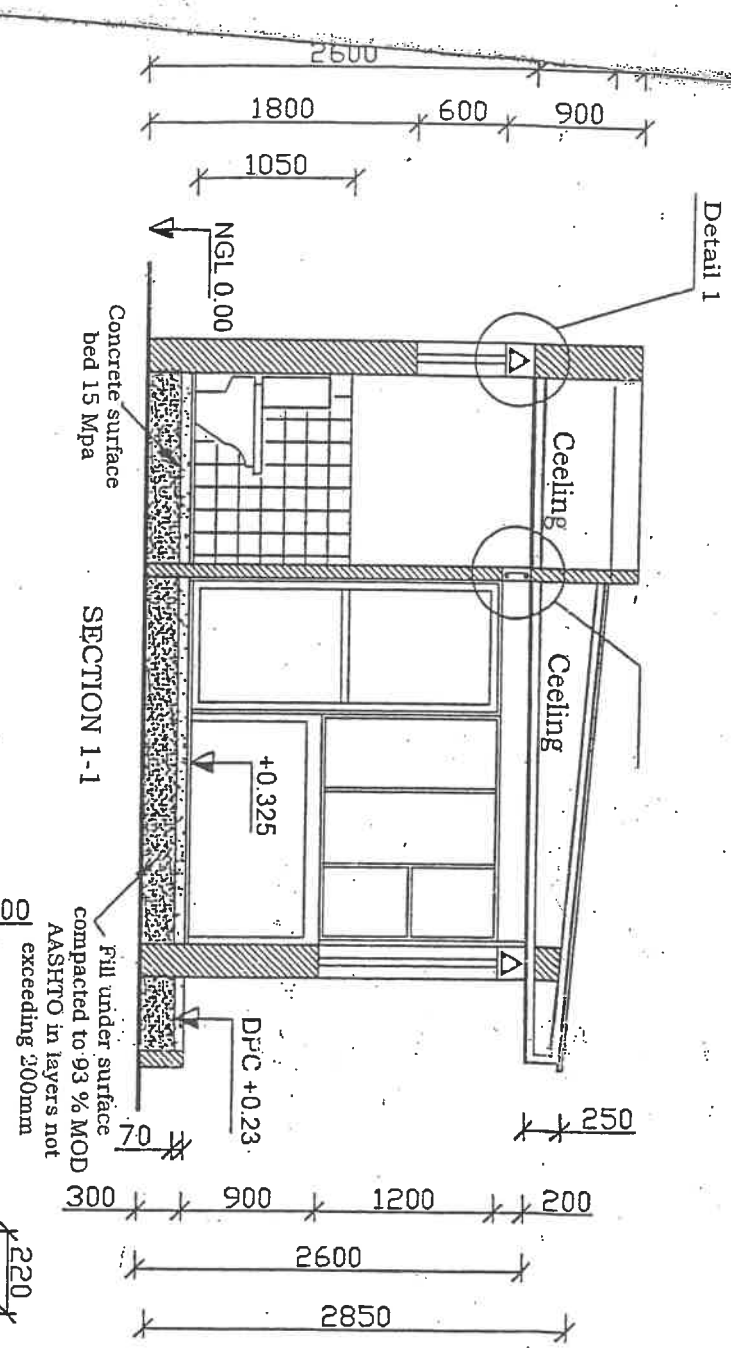 2600
1800
600
900
1050
Detail 1
NGL 0.00
Concrete surface
bed 15 Mpa
Ceeling
Ceeling
SECTION 1-1
+0.325
DPC +0.23
Fill under surface
compacted to 93 % MOD
AASHTO in layers not
exceeding 200mm
250
70
300
900
1200
200
2600
2850
00
220